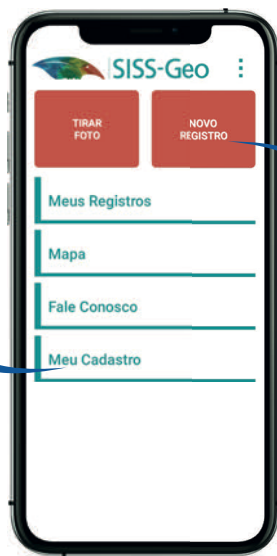 SISS-Geo
TIRAR
FOTO
NOVO
REGISTRO
Meus Registros
Mapa
Fale Conosco
Meu Cadastro